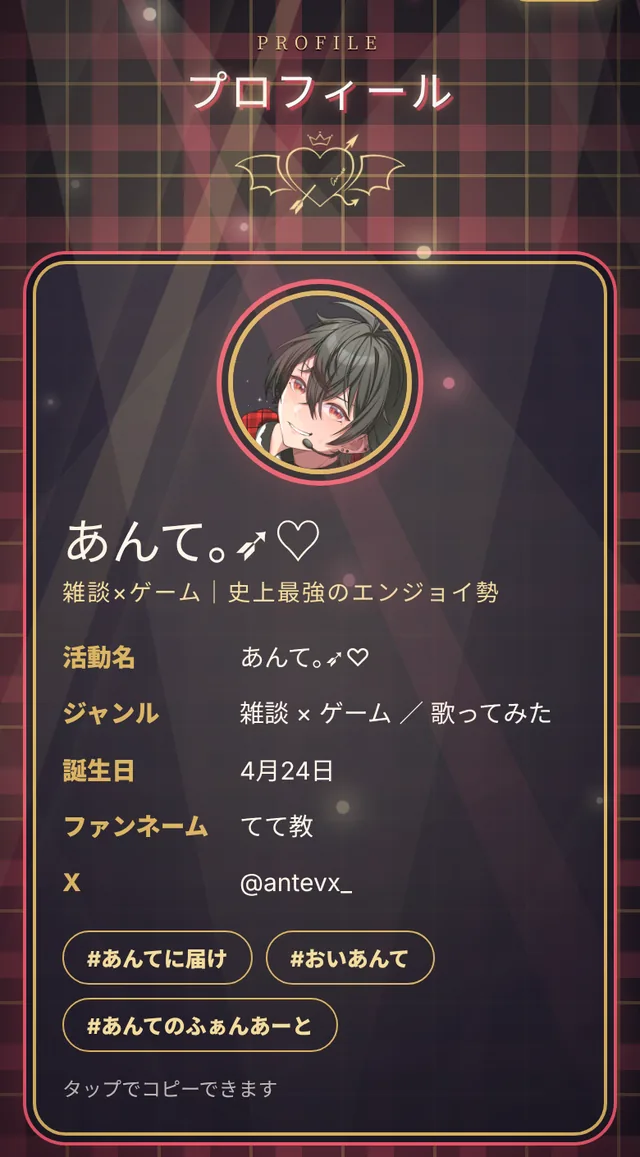 PROFILE
プロフィール
あんて。➶♡
雑談×ゲーム｜史上最強のエンジョイ勢
活動名 あんて。➶♡
ジャンル 雑談 × ゲーム ／ 歌ってみた
誕生日 4月24日
ファンネーム てて教
X @antevx_
#あんてに届け #おいあんて
#あんてのふぁんあーと
タップでコピーできます